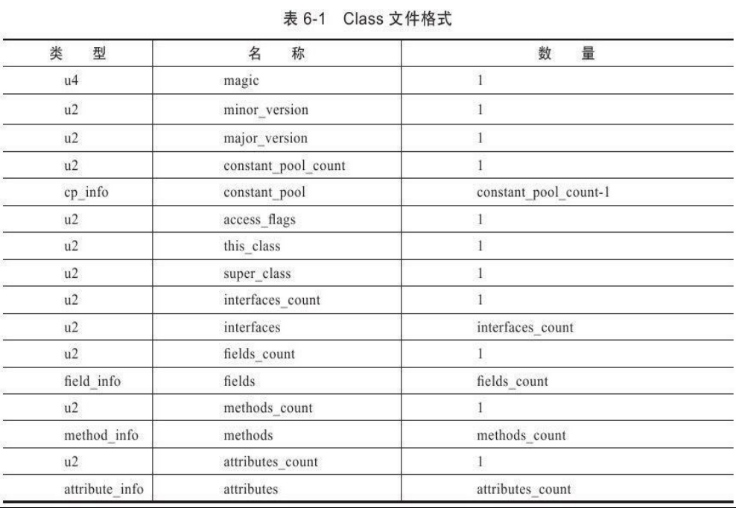 表 6-1 Class 文件格式
类 型 名 称 数 量
u4 magic 1
u2 minor_version 1
u2 major_version 1
u2 constant_pool_count 1
cp_info constant_pool constant_pool_count-1
u2 access_flags 1
u2 this_class 1
u2 super_class 1
u2 interfaces_count 1
u2 interfaces interfaces_count
u2 fields_count 1
field_info fields fields_count
u2 methods_count 1
method_info methods methods_count
u2 attributes_count 1
attribute_info attributes attributes_count